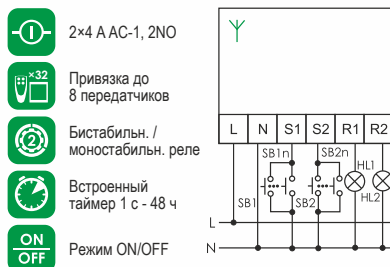 2×4 A AC-1, 2NO
×32
Привязка до
8 передатчиков
2
Бистабильн. /
моностабильн. реле
Встроенный
таймер 1 с - 48 ч
ON
OFF
Режим ON/OFF
L N S1 S2 R1 R2
SB1n SB2n
HL1
SB1 SB2 HL2
L
N